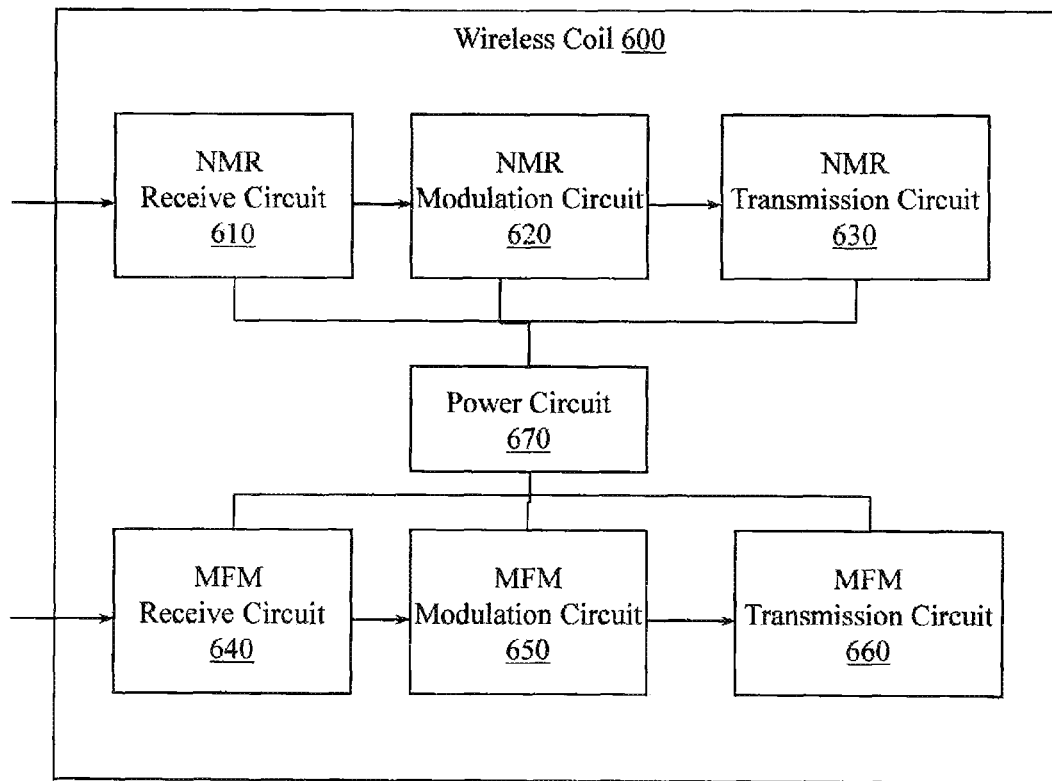 Wireless Coil 600
NMR
Receive Circuit
610
NMR
Modulation Circuit
620
NMR
Transmission Circuit
630
Power Circuit
670
MFM
Receive Circuit
640
MFM
Modulation Circuit
650
MFM
Transmission Circuit
660